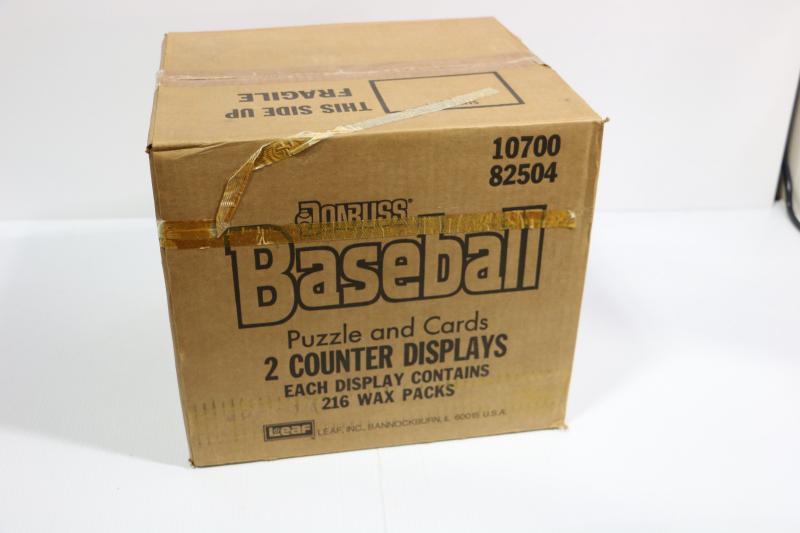 THIS SIDE UP
FRAGILE
10700
82504
DONRUSS
Baseball
Puzzle and Cards
2 COUNTER DISPLAYS
EACH DISPLAY CONTAINS
216 WAX PACKS
Leaf LEAF, INC., BANNOCKBURN, IL 60015 U.S.A.